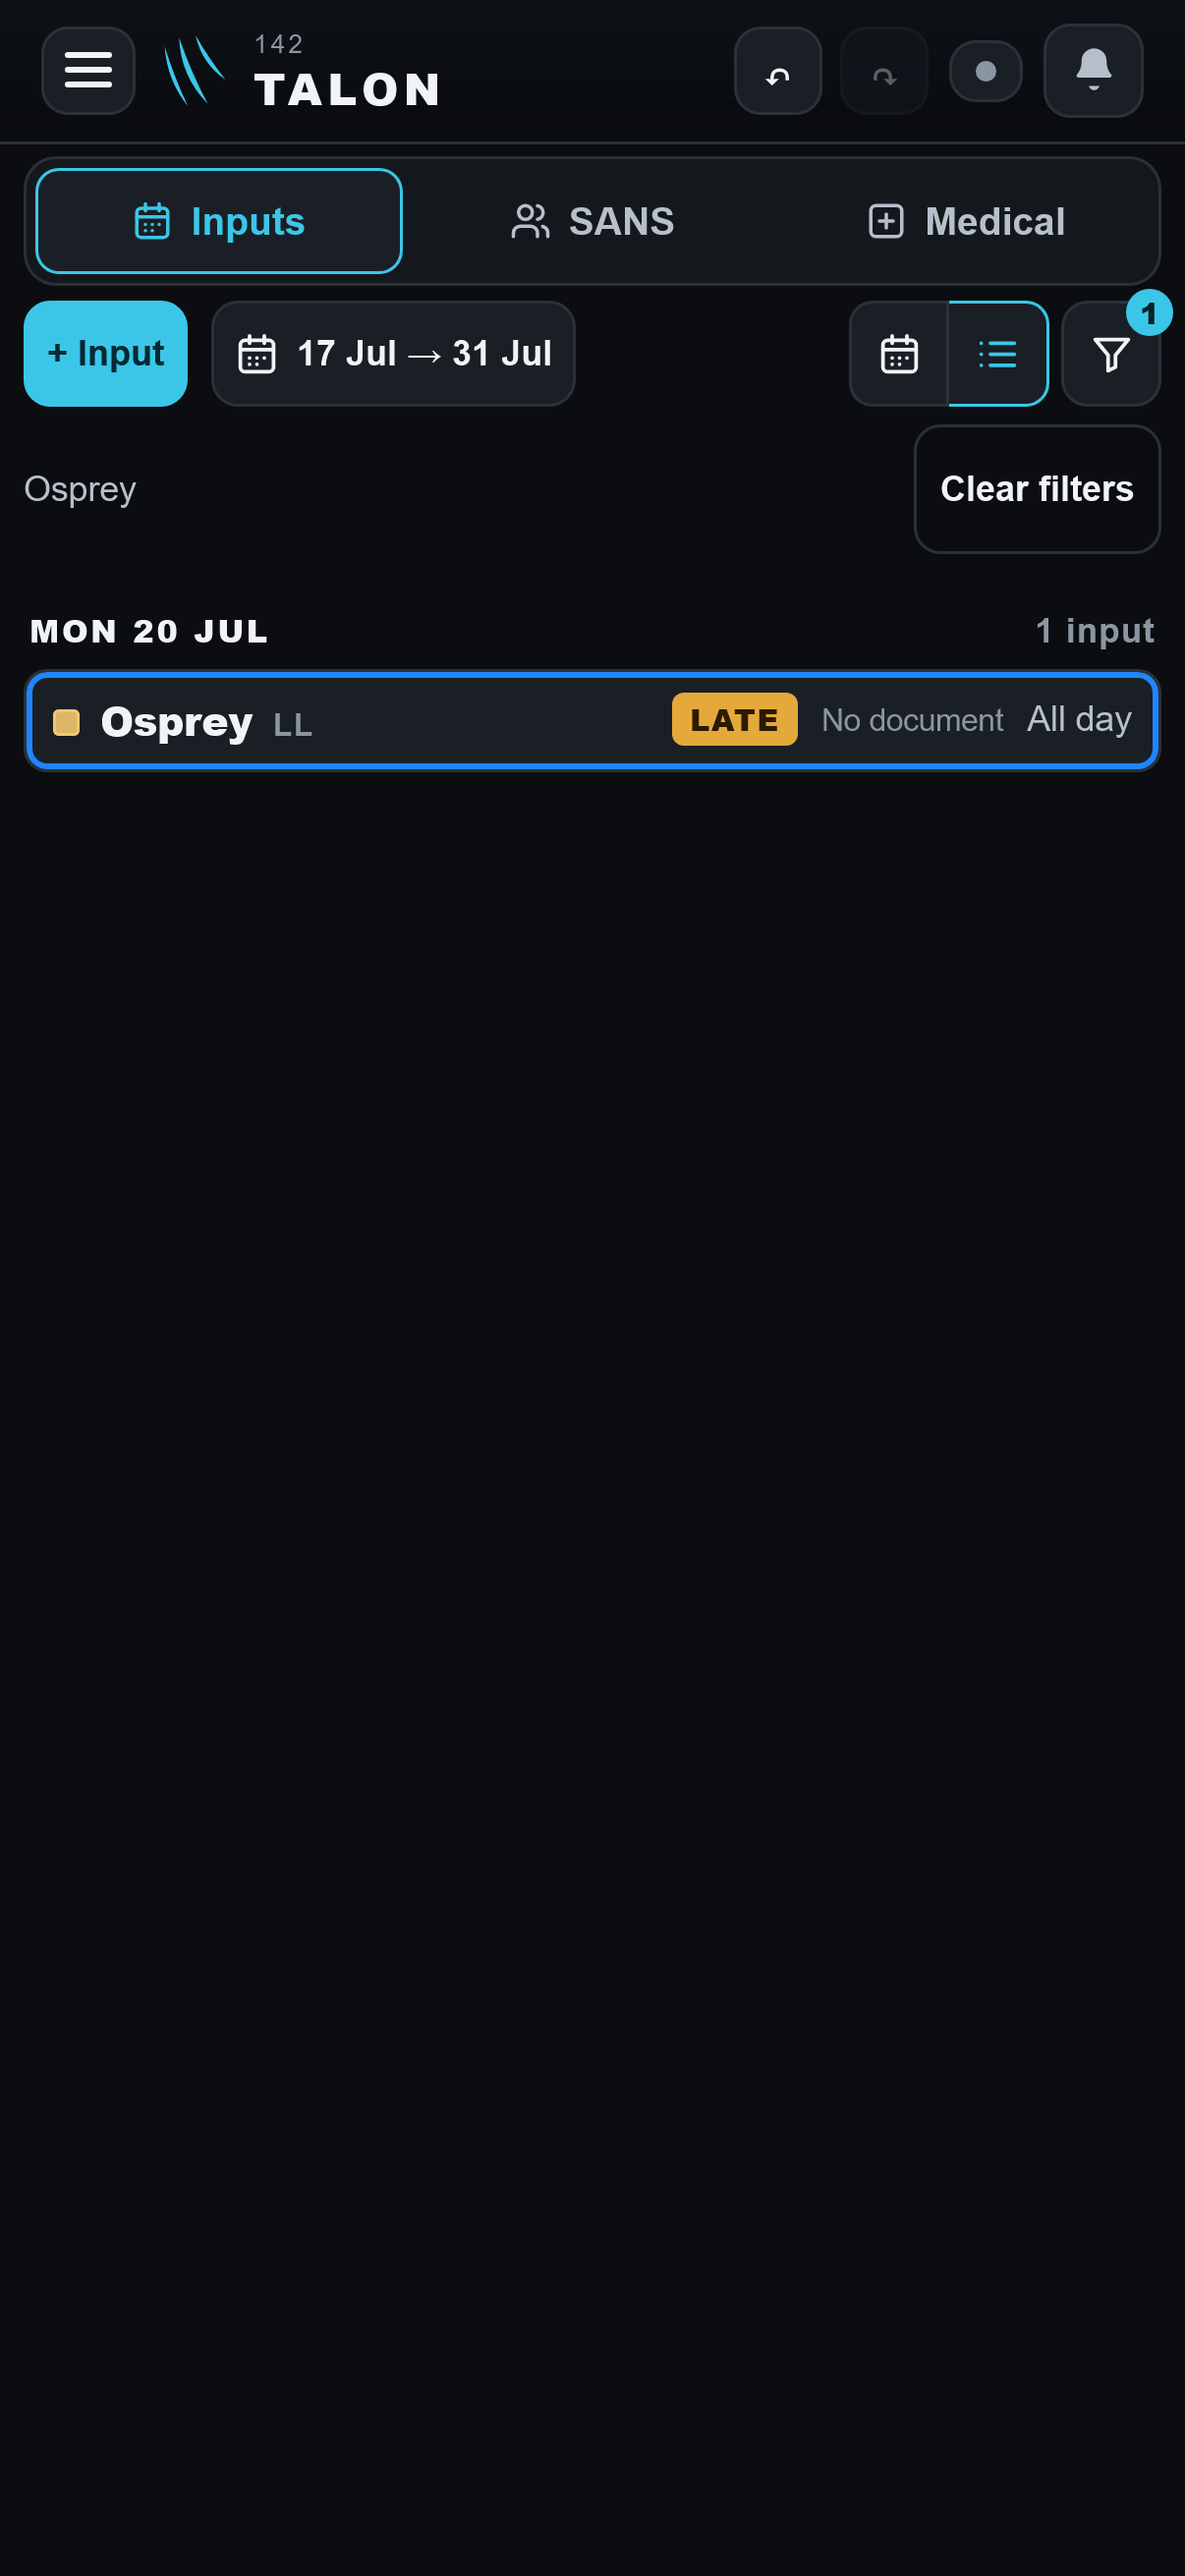 142
TALON
Inputs SANS Medical
+ Input 17 Jul → 31 Jul 1
Osprey Clear filters
MON 20 JUL 1 input
Osprey LL LATE No document All day